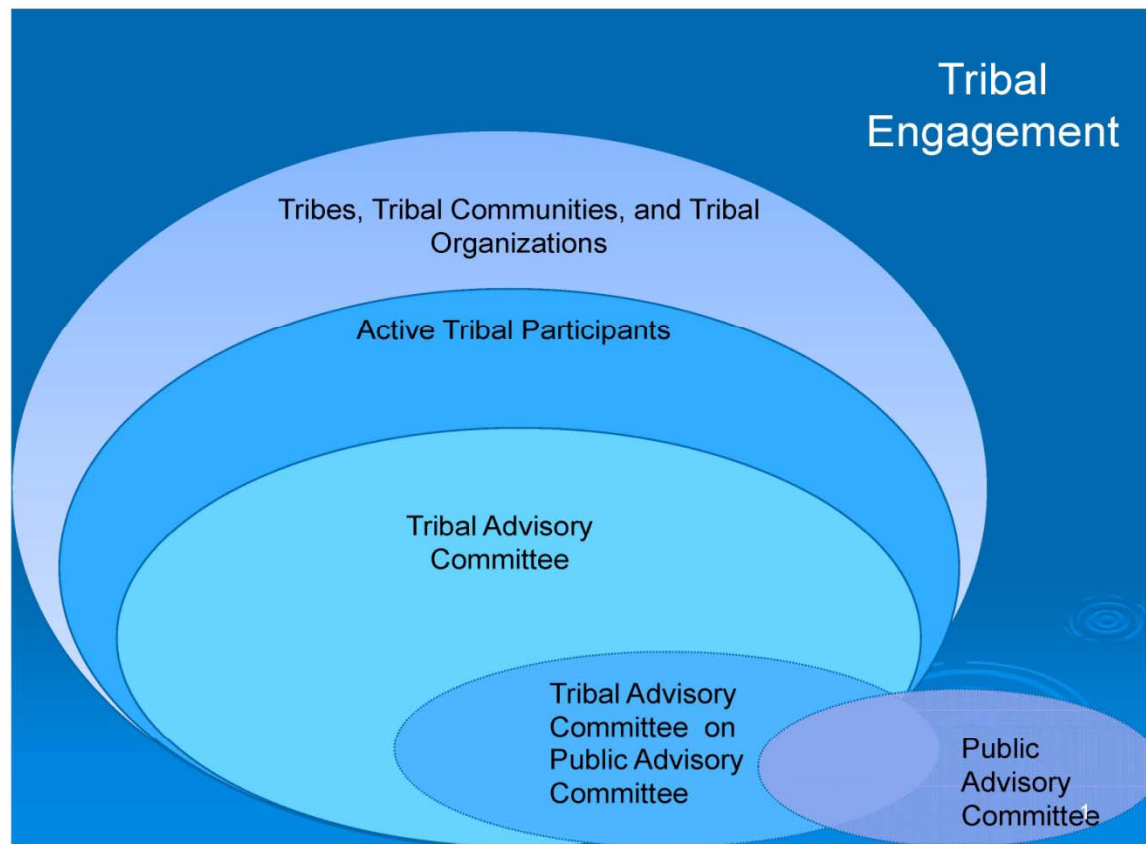 Tribal
Engagement
Tribes, Tribal Communities, and Tribal
Organizations
Active Tribal Participants
Tribal Advisory
Committee
Tribal Advisory
Committee on
Public Advisory
Committee
Public
Advisory
Committee
1